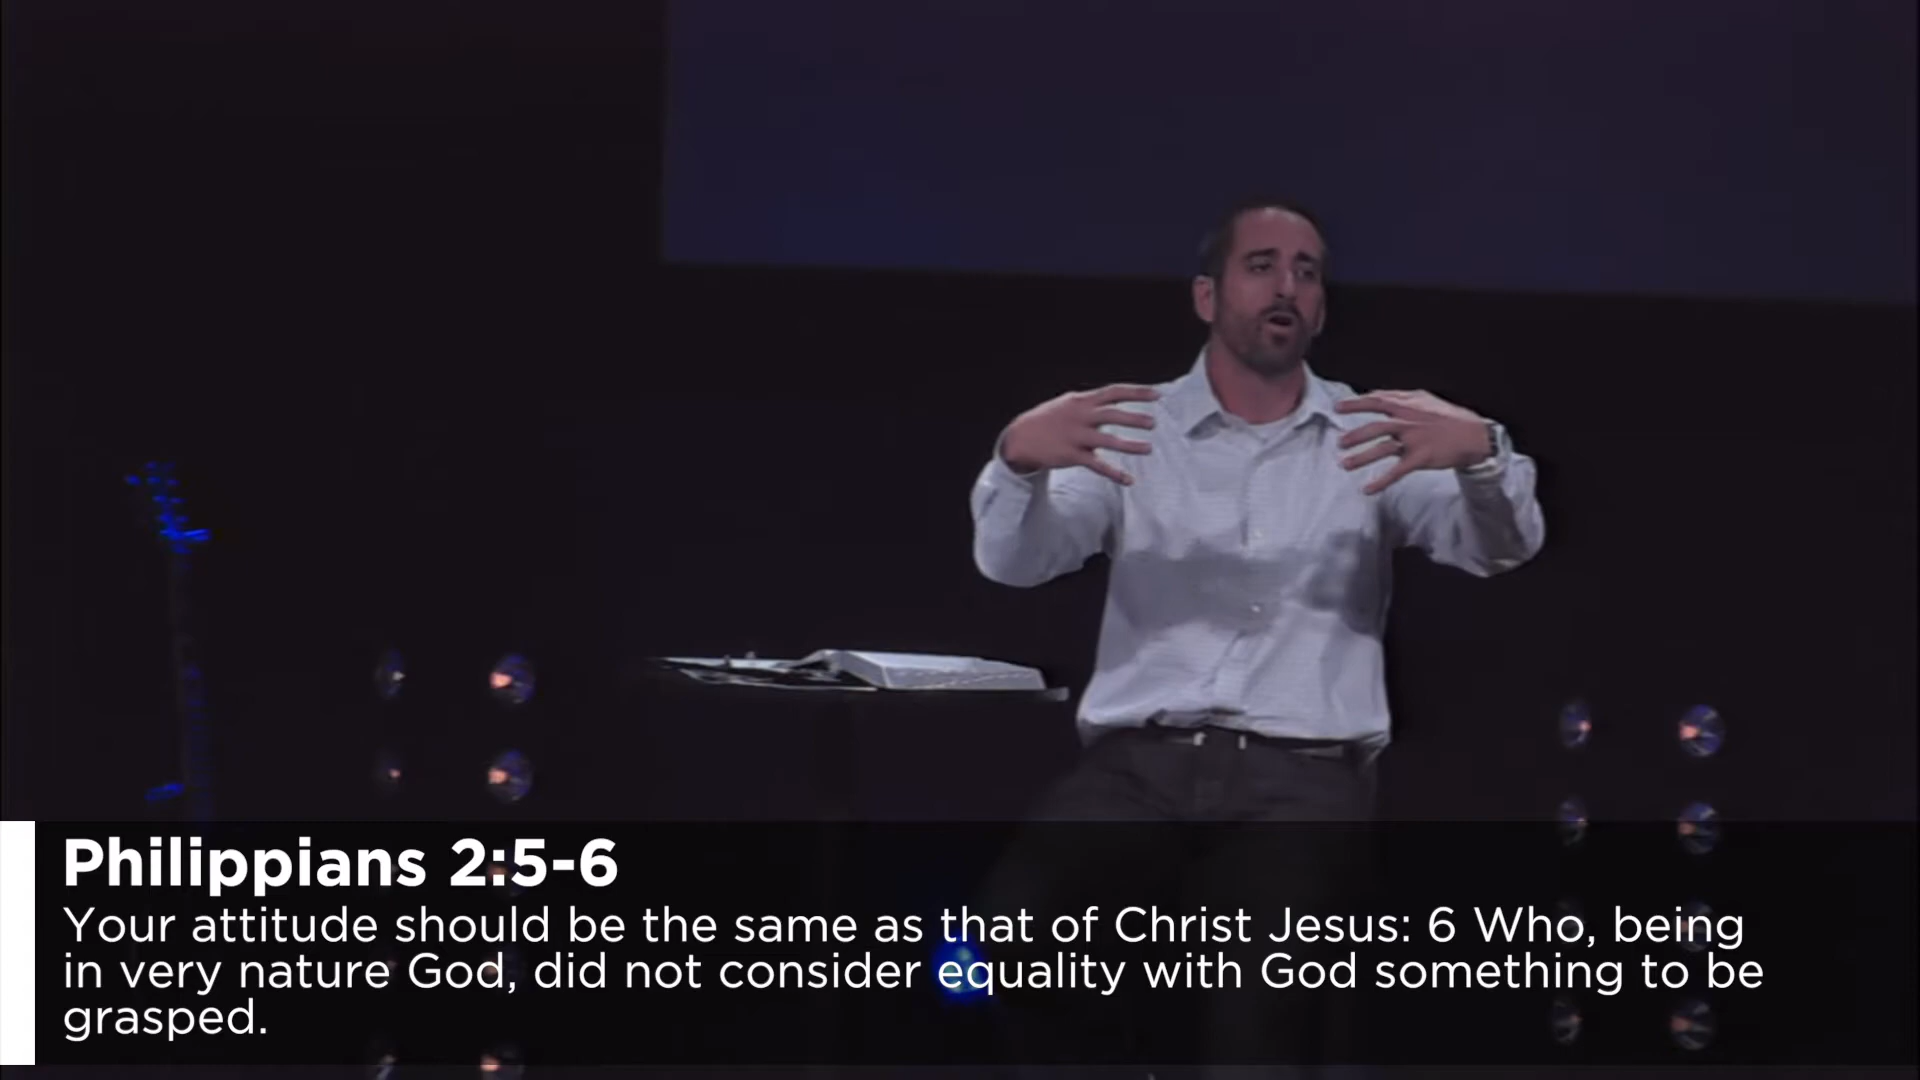 Philippians 2:5-6
Your attitude should be the same as that of Christ Jesus: 6 Who, being
in very nature God, did not consider equality with God something to be
grasped.